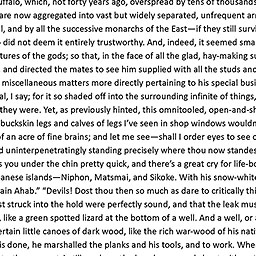 uffalo, which, not forty years ago, overspread by tens of thousands
are now aggregated into vast but widely separated, unfrequent arr
l, and by all the successive monarchs of the East—if they still surviv
did not deem it entirely trustworthy. And, indeed, it seemed sma
tures of the gods; so that, in the face of all the glad, hay-making su
and directed the mates to see him supplied with all the studs and
miscellaneous matters more directly pertaining to his special busi
al, I say; for it so shaded off into the surrounding infinite of things,
they were. Yet, as previously hinted, this omnitooled, open-and-sh
buckskin legs and calves of legs I've seen in shop windows wouldn
of an acre of fine brains; and let me see—shall I order eyes to see o
d uninterpenetratingly standing precisely where thou now standes
s you under the chin pretty quick, and there's a great cry for life-bo
anese islands—Niphon, Matsmai, and Sikoke. With his snow-white
ain Ahab." "Devils! Dost thou then so much as dare to critically thi
st struck into the hold were perfectly sound, and that the leak mus
, like a green spotted lizard at the bottom of a well. And a well, or a
ertain little canoes of dark wood, like the rich war-wood of his nati
is done, he marshalled the planks and his tools, and to work. When